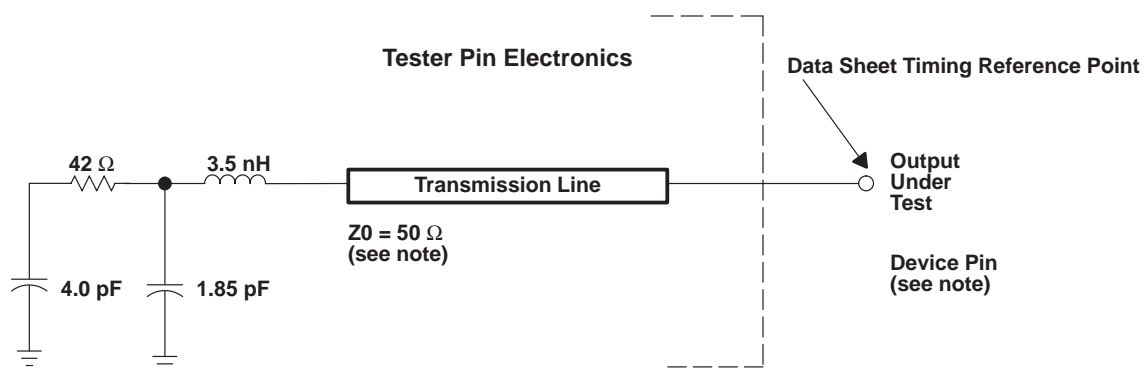 Tester Pin Electronics
Data Sheet Timing Reference Point
42 Ω
3.5 nH
Transmission Line
Output
Under
Test
Z0 = 50 Ω
(see note)
Device Pin
(see note)
4.0 pF
1.85 pF